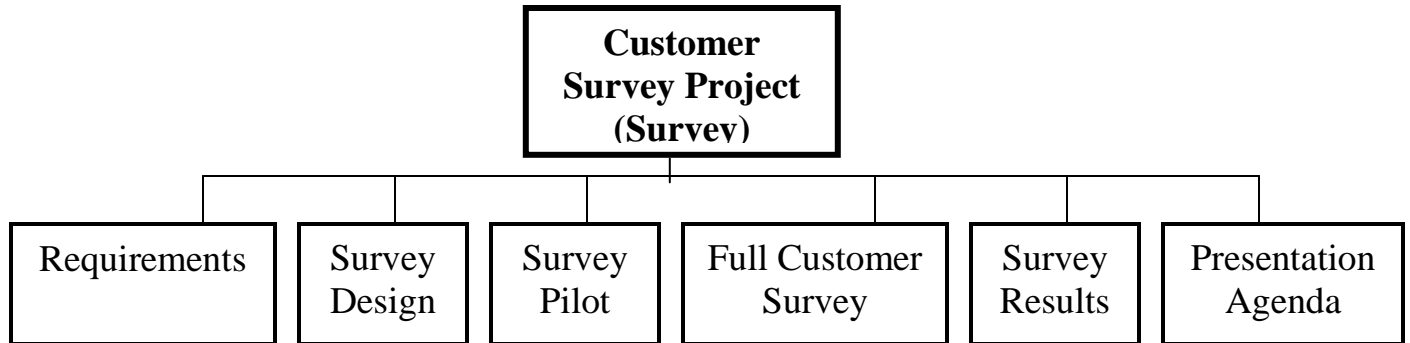 Customer
Survey Project
(Survey)
Requirements
Survey
Design
Survey
Pilot
Full Customer
Survey
Survey
Results
Presentation
Agenda